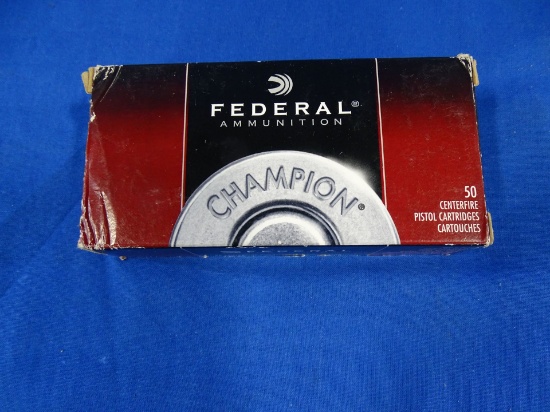 FEDERAL®
AMMUNITION
CHAMPION®
50
CENTERFIRE
PISTOL CARTRIDGES
CARTOUCHES